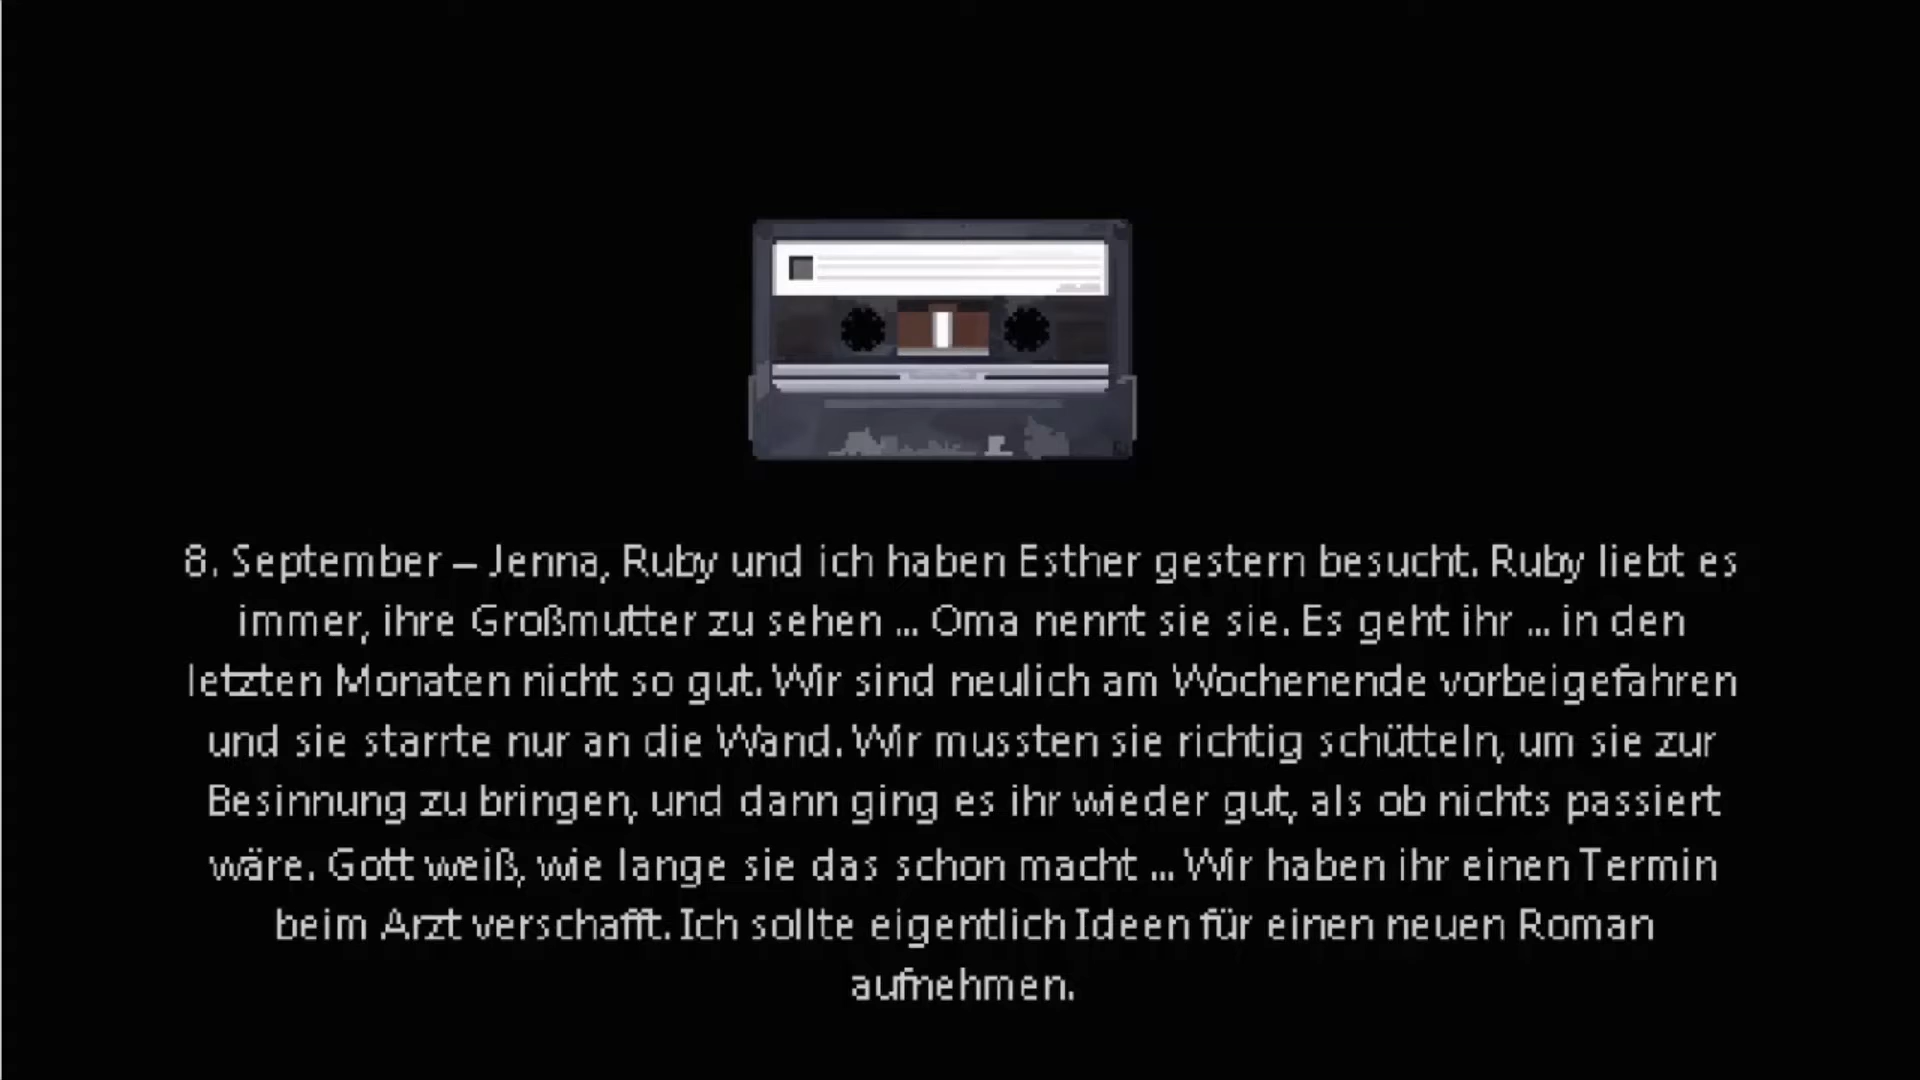 8. September – Jenna, Ruby und ich haben Esther gestern besucht. Ruby liebt es
immer, ihre Großmutter zu sehen ... Oma nennt sie sie. Es geht ihr ... in den
letzten Monaten nicht so gut. Wir sind neulich am Wochenende vorbeigefahren
und sie starrte nur an die Wand. Wir mussten sie richtig schütteln, um sie zur
Besinnung zu bringen, und dann ging es ihr wieder gut, als ob nichts passiert
wäre. Gott weiß, wie lange sie das schon macht ... Wir haben ihr einen Termin
beim Arzt verschafft. Ich sollte eigentlich Ideen für einen neuen Roman
aufnehmen.